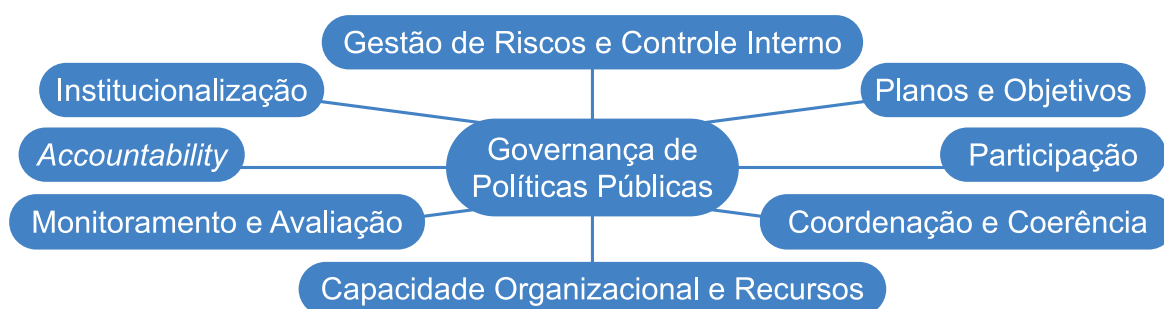 Gestão de Riscos e Controle Interno
Institucionalização
Planos e Objetivos
Accountability
Governança de
Políticas Públicas
Participação
Monitoramento e Avaliação
Coordenação e Coerência
Capacidade Organizacional e Recursos